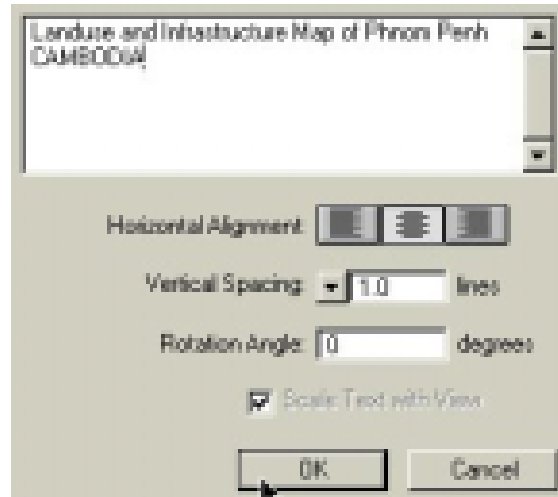 Landuse and Infrastructure Map of Phnom Penh
CAMBODIA
Horizontal Alignment:
Vertical Spacing: 1.0 lines
Rotation Angle: 0 degrees
Scale Text with View
OK Cancel